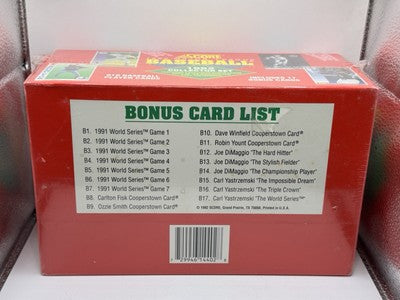 SCORE
BASEBALL
1992
COLLECTOR SET
BONUS CARD LIST
B1. 1991 World Series™ Game 1
B2. 1991 World Series™ Game 2
B3. 1991 World Series™ Game 3
B4. 1991 World Series™ Game 4
B5. 1991 World Series™ Game 5
B6. 1991 World Series™ Game 6
B7. 1991 World Series™ Game 7
B8. Carlton Fisk Cooperstown Card®
B9. Ozzie Smith Cooperstown Card®
B10. Dave Winfield Cooperstown Card®
B11. Robin Yount Cooperstown Card®
B12. Joe DiMaggio 'The Hard Hitter'
B13. Joe DiMaggio 'The Stylish Fielder'
B14. Joe DiMaggio 'The Championship Player'
B15. Carl Yastrzemski 'The Impossible Dream'
B16. Carl Yastrzemski 'The Triple Crown'
B17. Carl Yastrzemski 'The World Series'™
© 1992 SCORE, Grand Prairie, TX 75050, Printed in U.S.A.